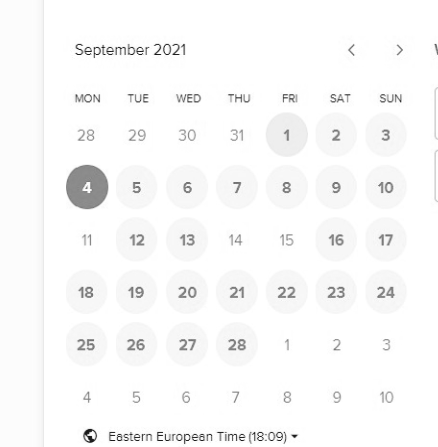 September 2021
MON TUE WED THU FRI SAT SUN
28 29 30 31 1 2 3
4 5 6 7 8 9 10
11 12 13 14 15 16 17
18 19 20 21 22 23 24
25 26 27 28 1 2 3
4 5 6 7 8 9 10
Eastern European Time (18:09)